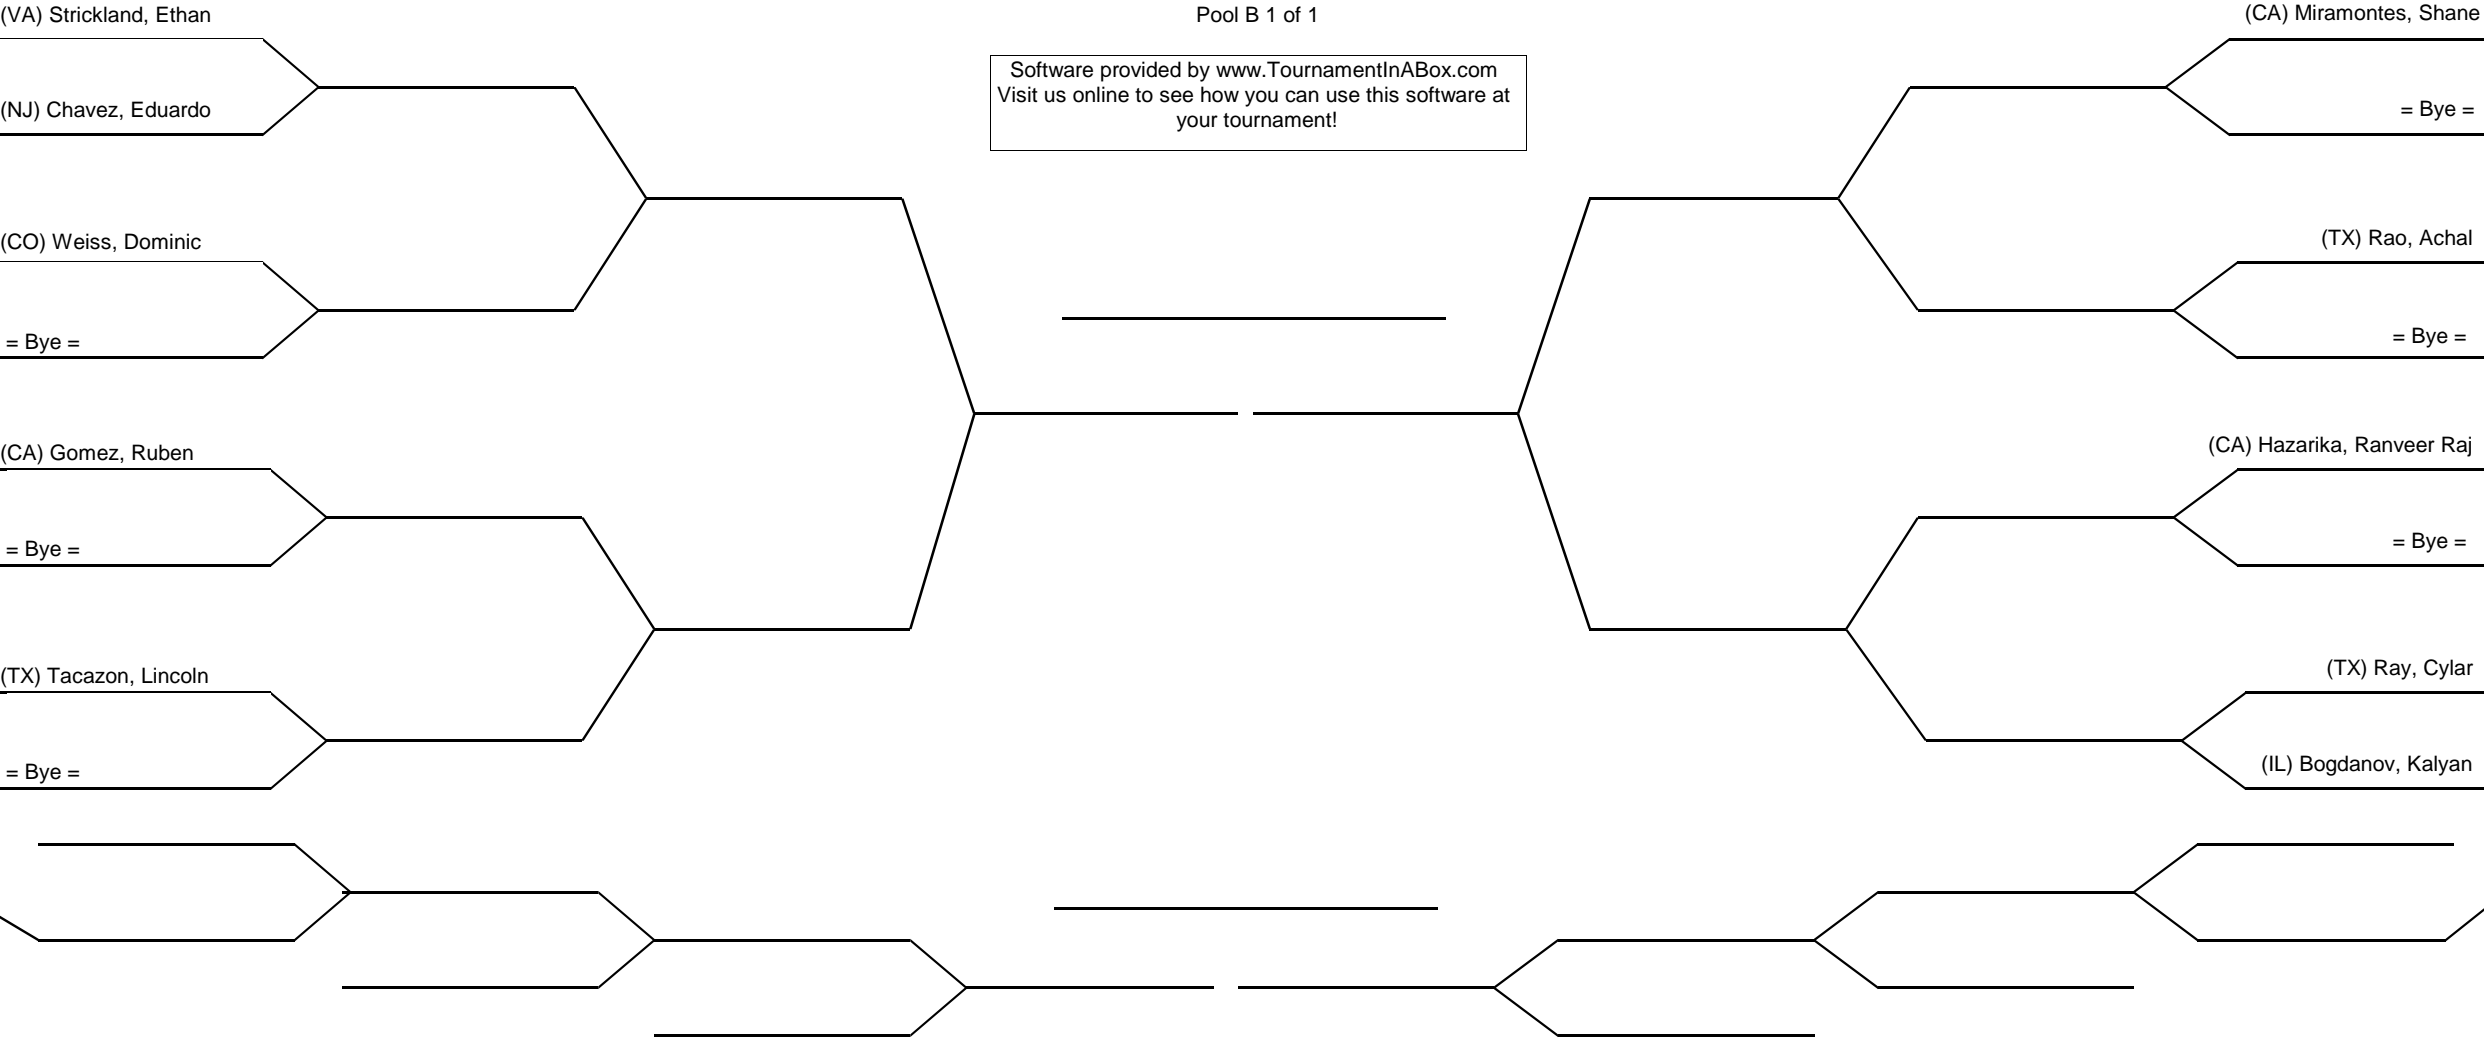 (VA) Strickland, Ethan
Pool B 1 of 1
(CA) Miramontes, Shane
Software provided by www.TournamentInABox.com
Visit us online to see how you can use this software at
your tournament!
(NJ) Chavez, Eduardo
= Bye =
(CO) Weiss, Dominic
(TX) Rao, Achal
= Bye =
= Bye =
(CA) Gomez, Ruben
(CA) Hazarika, Ranveer Raj
= Bye =
= Bye =
(TX) Tacazon, Lincoln
(TX) Ray, Cylar
= Bye =
(IL) Bogdanov, Kalyan